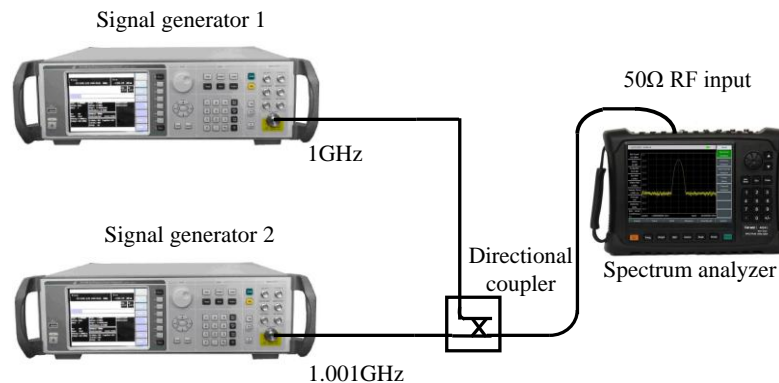 Signal generator 1
50Ω RF input
1GHz
Signal generator 2
Directional
coupler
Spectrum analyzer
1.001GHz